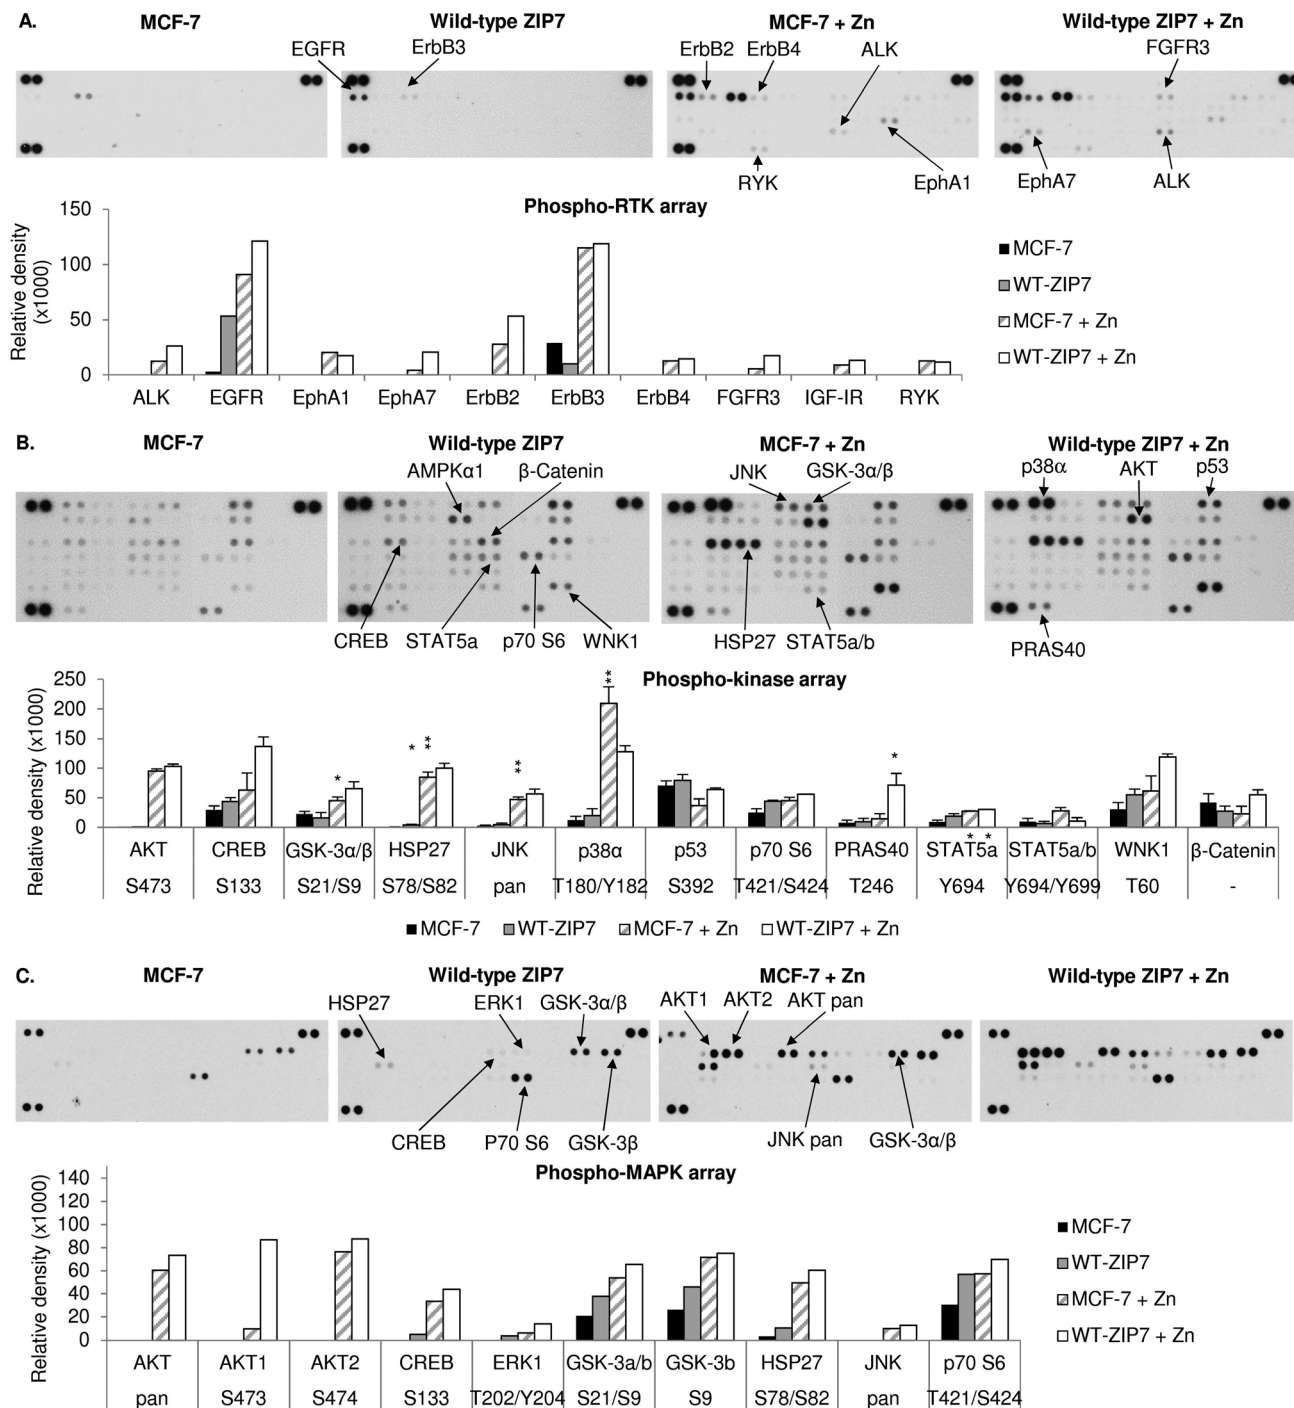 A. MCF-7 Wild-type ZIP7 MCF-7 + Zn Wild-type ZIP7 + Zn
EGFR ErbB3 ErbB2 ErbB4 ALK FGFR3
RYK EphA1 EphA7 ALK
Phospho-RTK array
Relative density
(x1000)
150
100
50
0
ALK EGFR EphA1 EphA7 ErbB2 ErbB3 ErbB4 FGFR3 IGF-IR RYK
MCF-7
WT-ZIP7
MCF-7 + Zn
WT-ZIP7 + Zn
B. MCF-7 Wild-type ZIP7 MCF-7 + Zn Wild-type ZIP7 + Zn
AMPKα1 β-Catenin JNK GSK-3α/β p38α AKT p53
CREB STAT5a p70 S6 WNK1 HSP27 STAT5a/b PRAS40
Phospho-kinase array
Relative density (x1000)
250
200
150
100
50
0
* * ** ** ** * * *
AKT CREB GSK-3α/β HSP27 JNK p38α p53 p70 S6 PRAS40 STAT5a STAT5a/b WNK1 β-Catenin
S473 S133 S21/S9 S78/S82 pan T180/Y182 S392 T421/S424 T246 Y694 Y694/Y699 T60 -
MCF-7 WT-ZIP7 MCF-7 + Zn WT-ZIP7 + Zn
C. MCF-7 Wild-type ZIP7 MCF-7 + Zn Wild-type ZIP7 + Zn
HSP27 ERK1 GSK-3α/β AKT1 AKT2 AKT pan
CREB P70 S6 GSK-3β JNK pan GSK-3α/β
Phospho-MAPK array
Relative density (x1000)
140
120
100
80
60
40
20
0
AKT AKT1 AKT2 CREB ERK1 GSK-3a/b GSK-3b HSP27 JNK p70 S6
pan S473 S474 S133 T202/Y204 S21/S9 S9 S78/S82 pan T421/S424
MCF-7
WT-ZIP7
MCF-7 + Zn
WT-ZIP7 + Zn